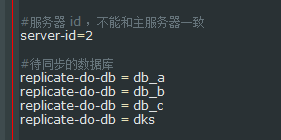 #服务器 id ，不能和主服务器一致
server-id=2
#待同步的数据库
replicate-do-db = db_a
replicate-do-db = db_b
replicate-do-db = db_c
replicate-do-db = dks